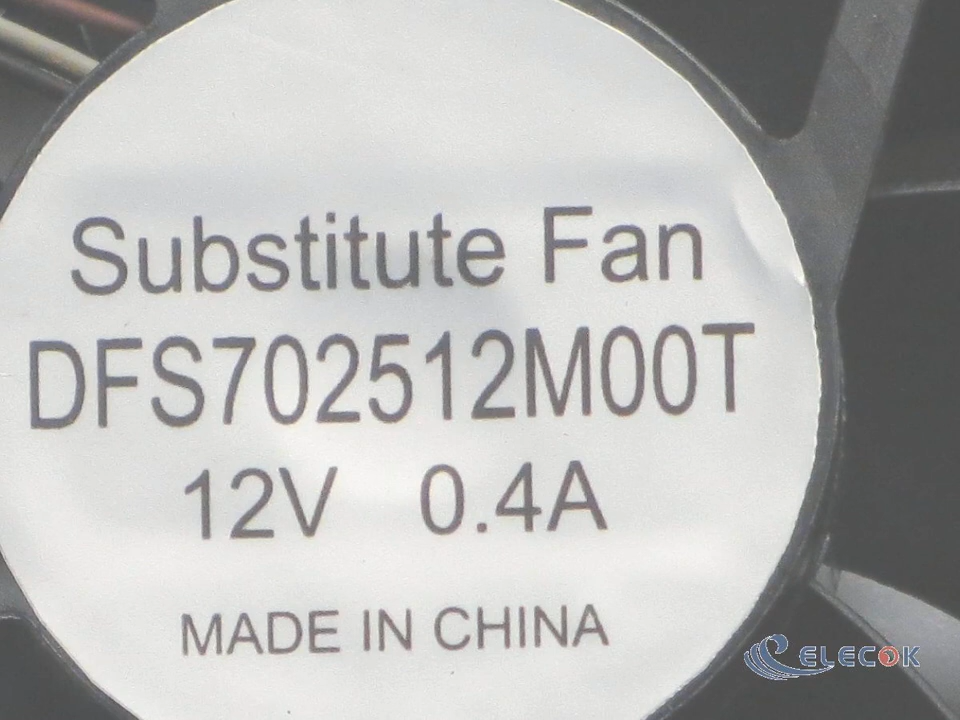 Substitute Fan
DFS702512M00T
12V 0.4A
MADE IN CHINA
ELECOK